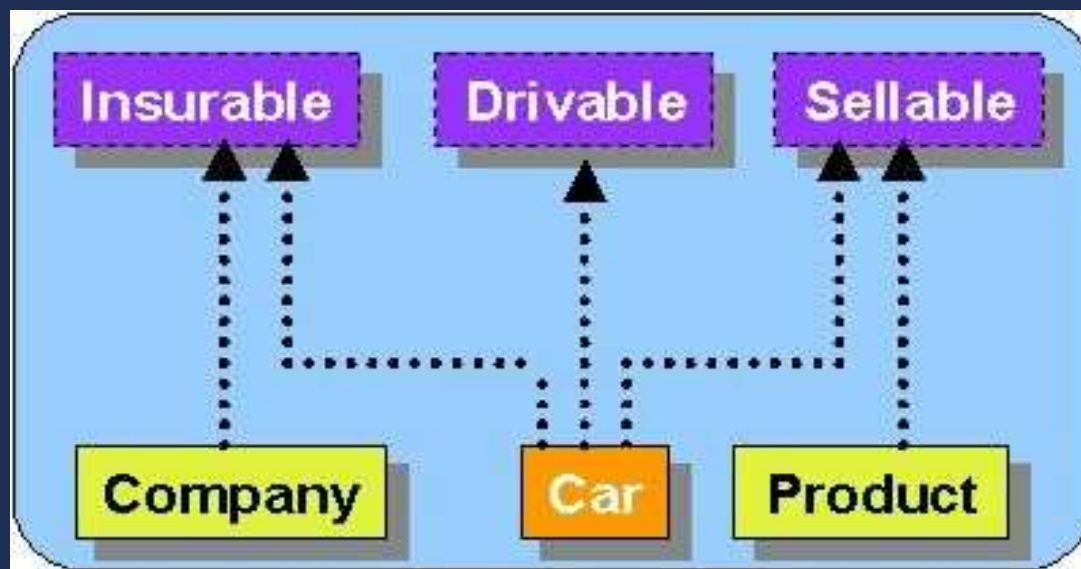 Insurable
Drivable
Sellable
Company
Car
Product